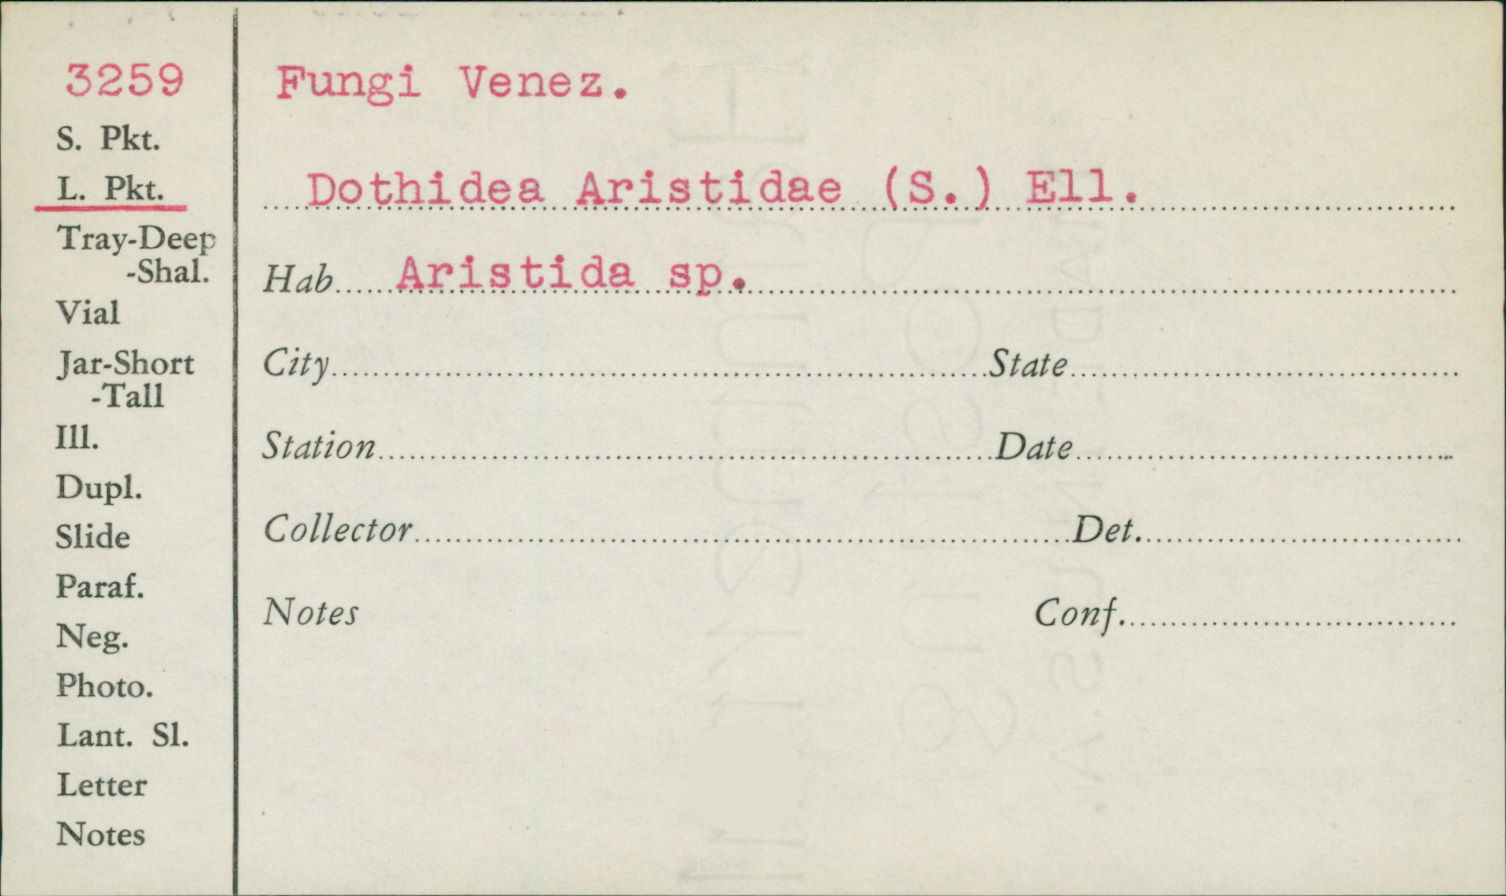 3259
S. Pkt.
L. Pkt.
Tray-Deep
-Shal.
Vial
Jar-Short
-Tall
Ill.
Dupl.
Slide
Paraf.
Neg.
Photo.
Lant. Sl.
Letter
Notes
Fungi Venez.
Dothidea Aristidae (S.) Ell.
Hab. Aristida sp.
City State
Station Date
Collector Det.
Notes Conf.